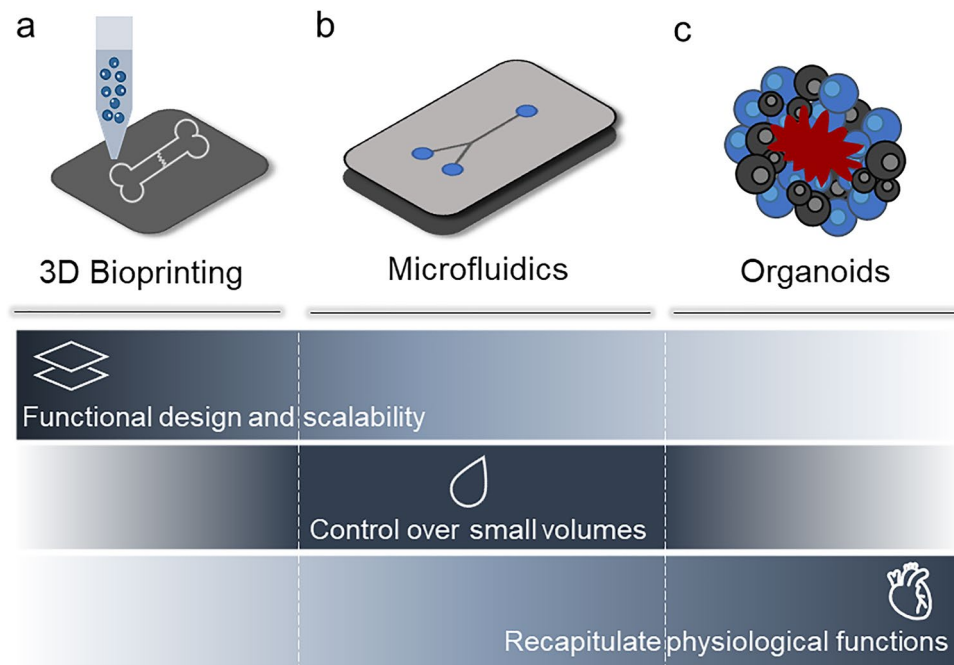 a
b
c
3D Bioprinting
Microfluidics
Organoids
Functional design and scalability
Control over small volumes
Recapitulate physiological functions